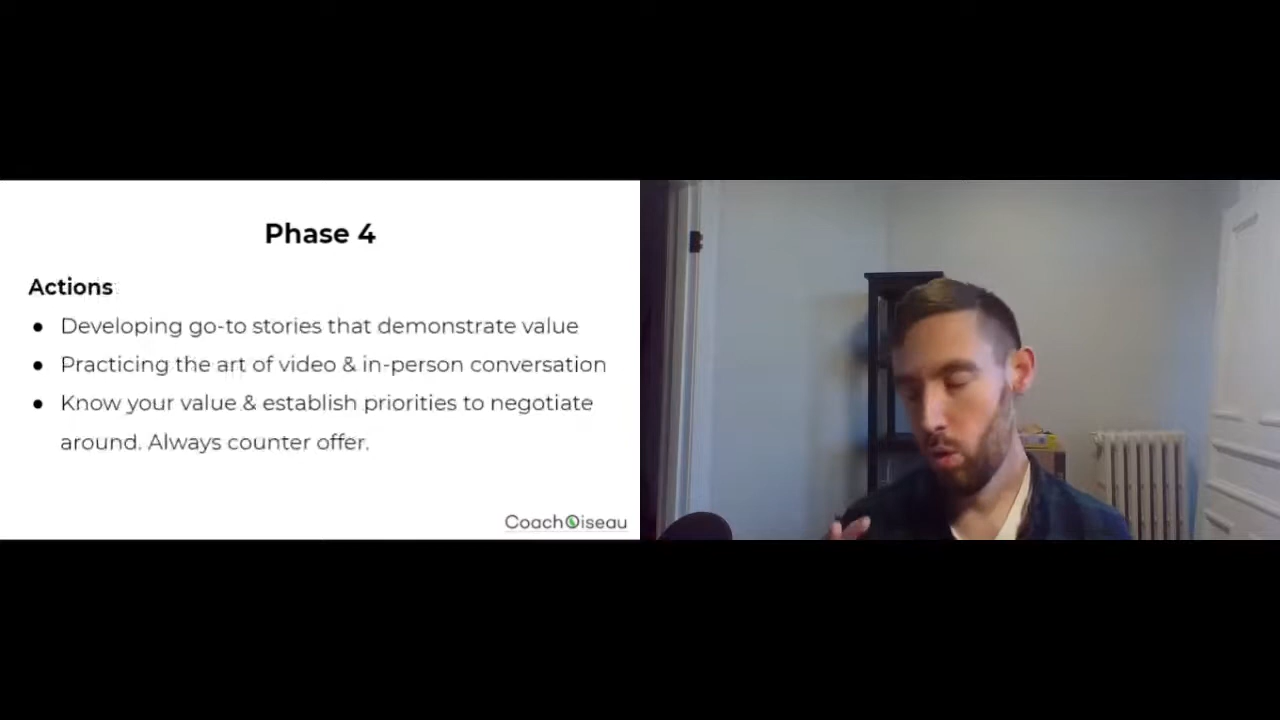 Phase 4
Actions
● Developing go-to stories that demonstrate value
● Practicing the art of video & in-person conversation
● Know your value & establish priorities to negotiate
around. Always counter offer.
CoachOiseau